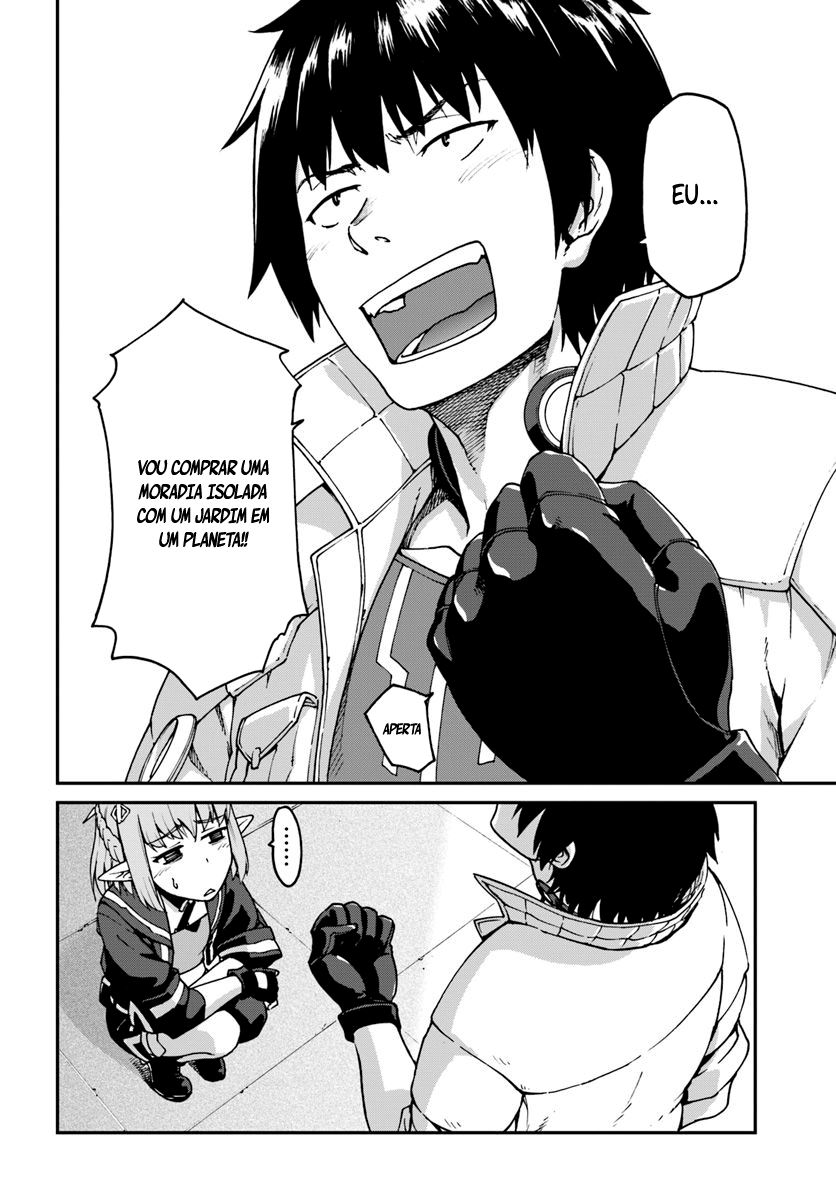 EU...
VOU COMPRAR UMA
MORADIA ISOLADA
COM UM JARDIM EM
UM PLANETA!!
APERTA
......